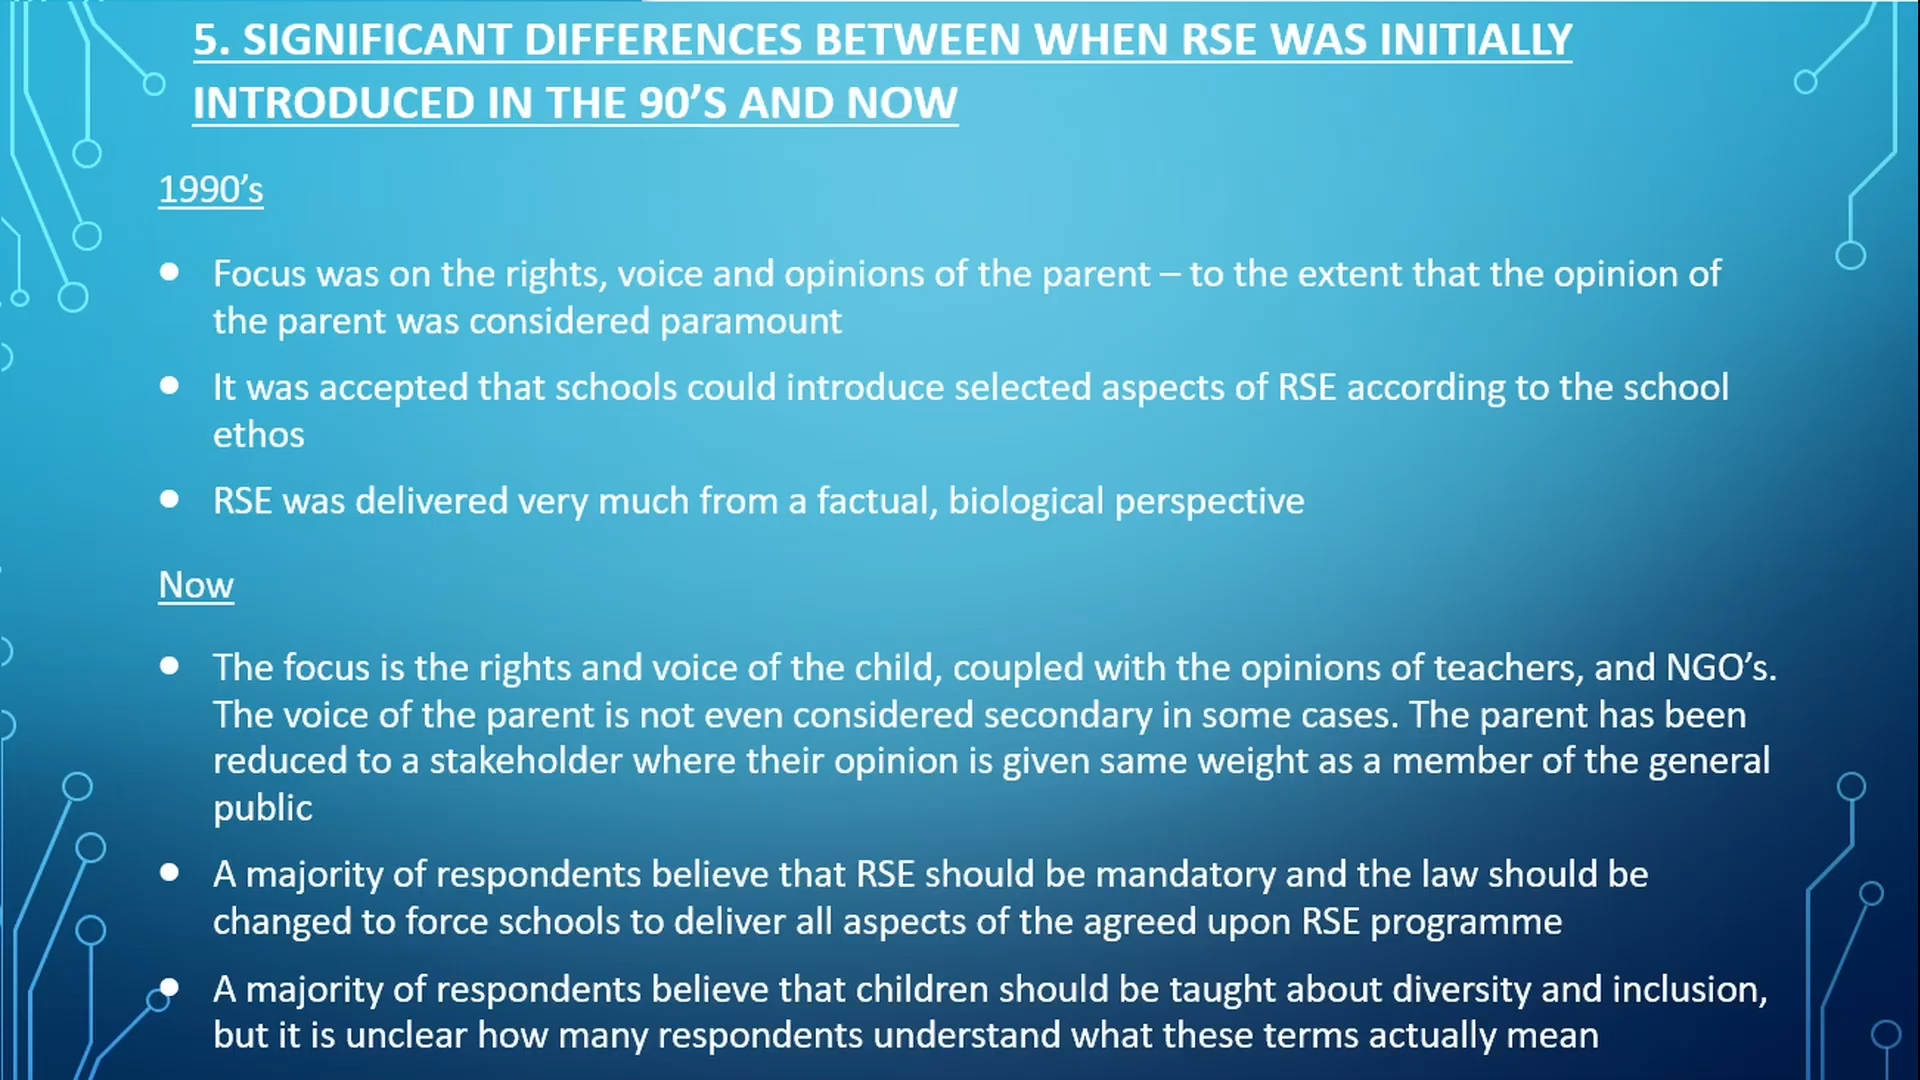 5. SIGNIFICANT DIFFERENCES BETWEEN WHEN RSE WAS INITIALLY
INTRODUCED IN THE 90’S AND NOW
1990’s
● Focus was on the rights, voice and opinions of the parent – to the extent that the opinion of
the parent was considered paramount
● It was accepted that schools could introduce selected aspects of RSE according to the school
ethos
● RSE was delivered very much from a factual, biological perspective
Now
● The focus is the rights and voice of the child, coupled with the opinions of teachers, and NGO’s.
The voice of the parent is not even considered secondary in some cases. The parent has been
reduced to a stakeholder where their opinion is given same weight as a member of the general
public
● A majority of respondents believe that RSE should be mandatory and the law should be
changed to force schools to deliver all aspects of the agreed upon RSE programme
● A majority of respondents believe that children should be taught about diversity and inclusion,
but it is unclear how many respondents understand what these terms actually mean